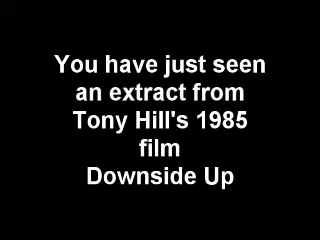 You have just seen
an extract from
Tony Hill's 1985
film
Downside Up